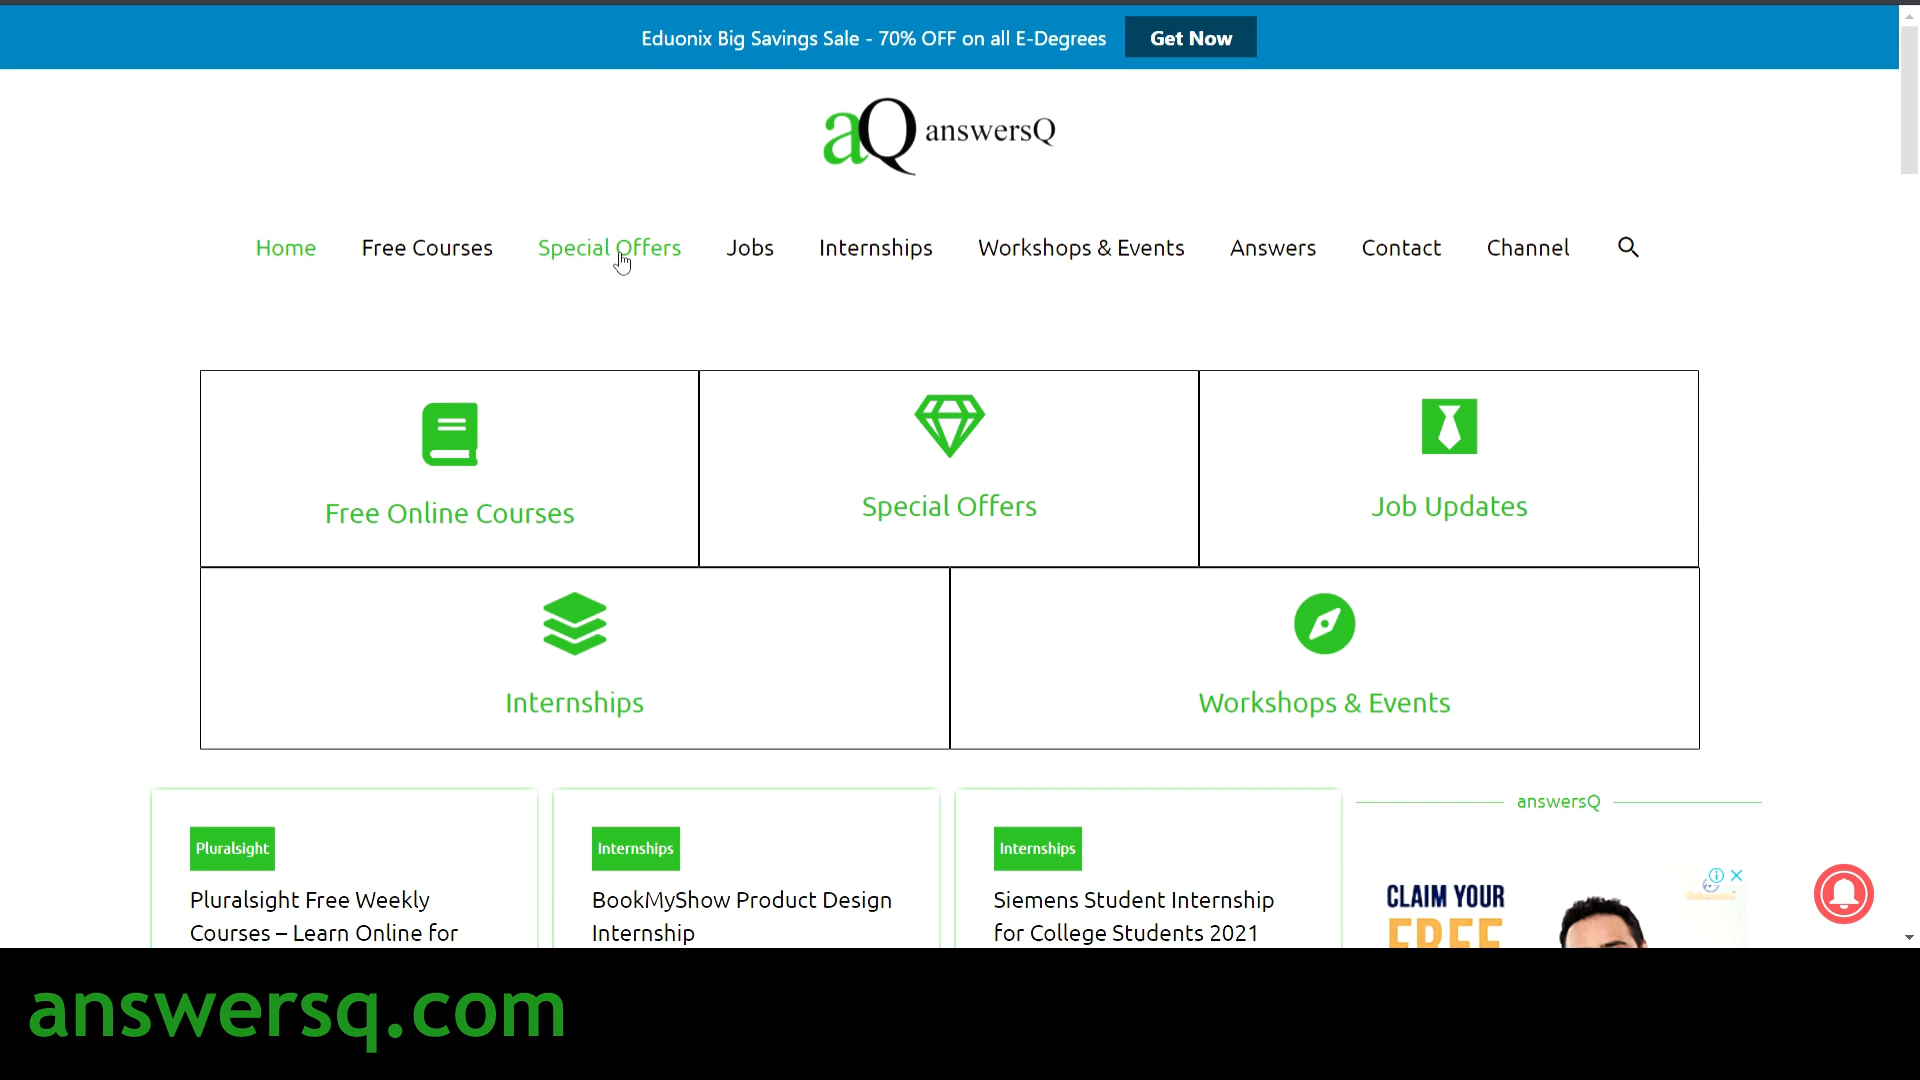 Eduonix Big Savings Sale - 70% OFF on all E-Degrees Get Now
aQ answersQ
Home Free Courses Special Offers Jobs Internships Workshops & Events Answers Contact Channel
Free Online Courses Special Offers Job Updates
Internships Workshops & Events
answersQ
Pluralsight
Pluralsight Free Weekly
Courses – Learn Online for
Internships
BookMyShow Product Design
Internship
Internships
Siemens Student Internship
for College Students 2021
CLAIM YOUR
FREE
answersq.com